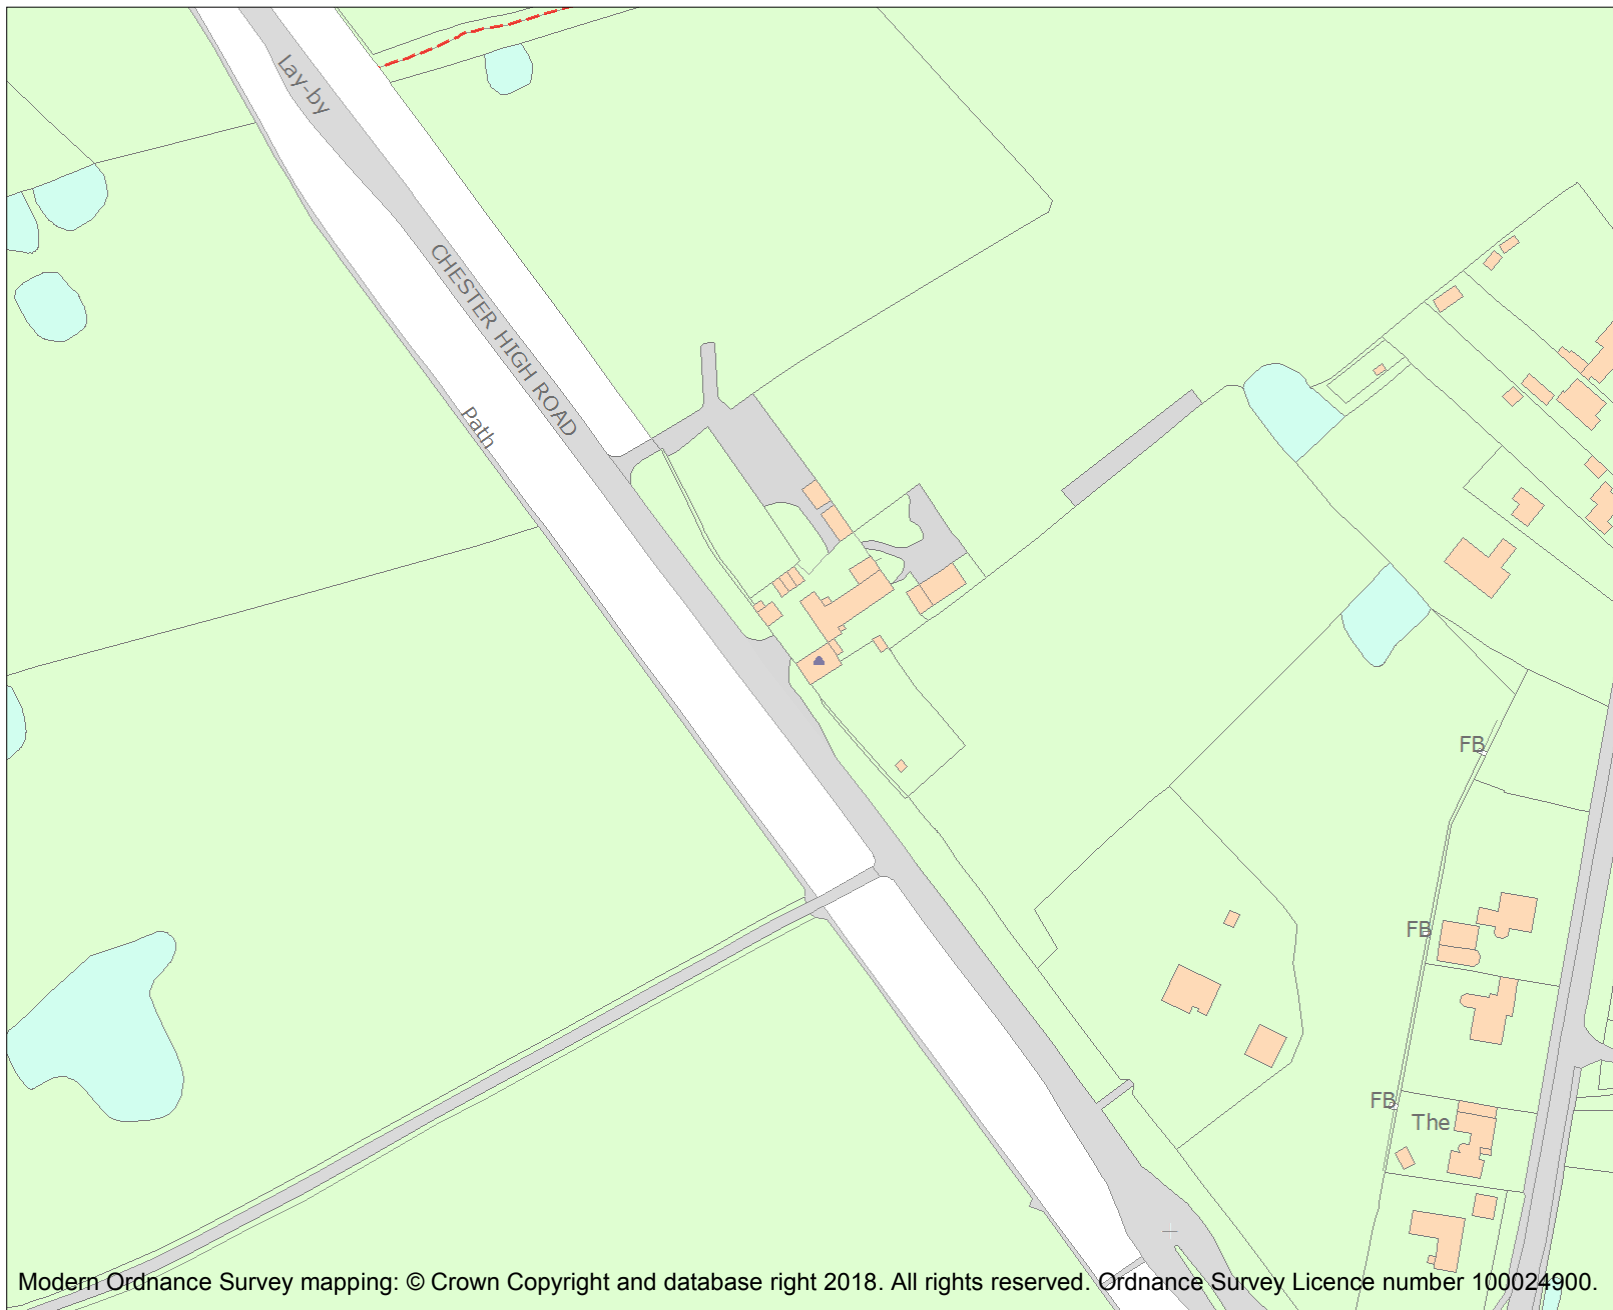 Lay-by
CHESTER HIGH ROAD
Path
FB
FB
FB
The
Modern Ordnance Survey mapping: © Crown Copyright and database right 2018. All rights reserved. Ordnance Survey Licence number 100024900.